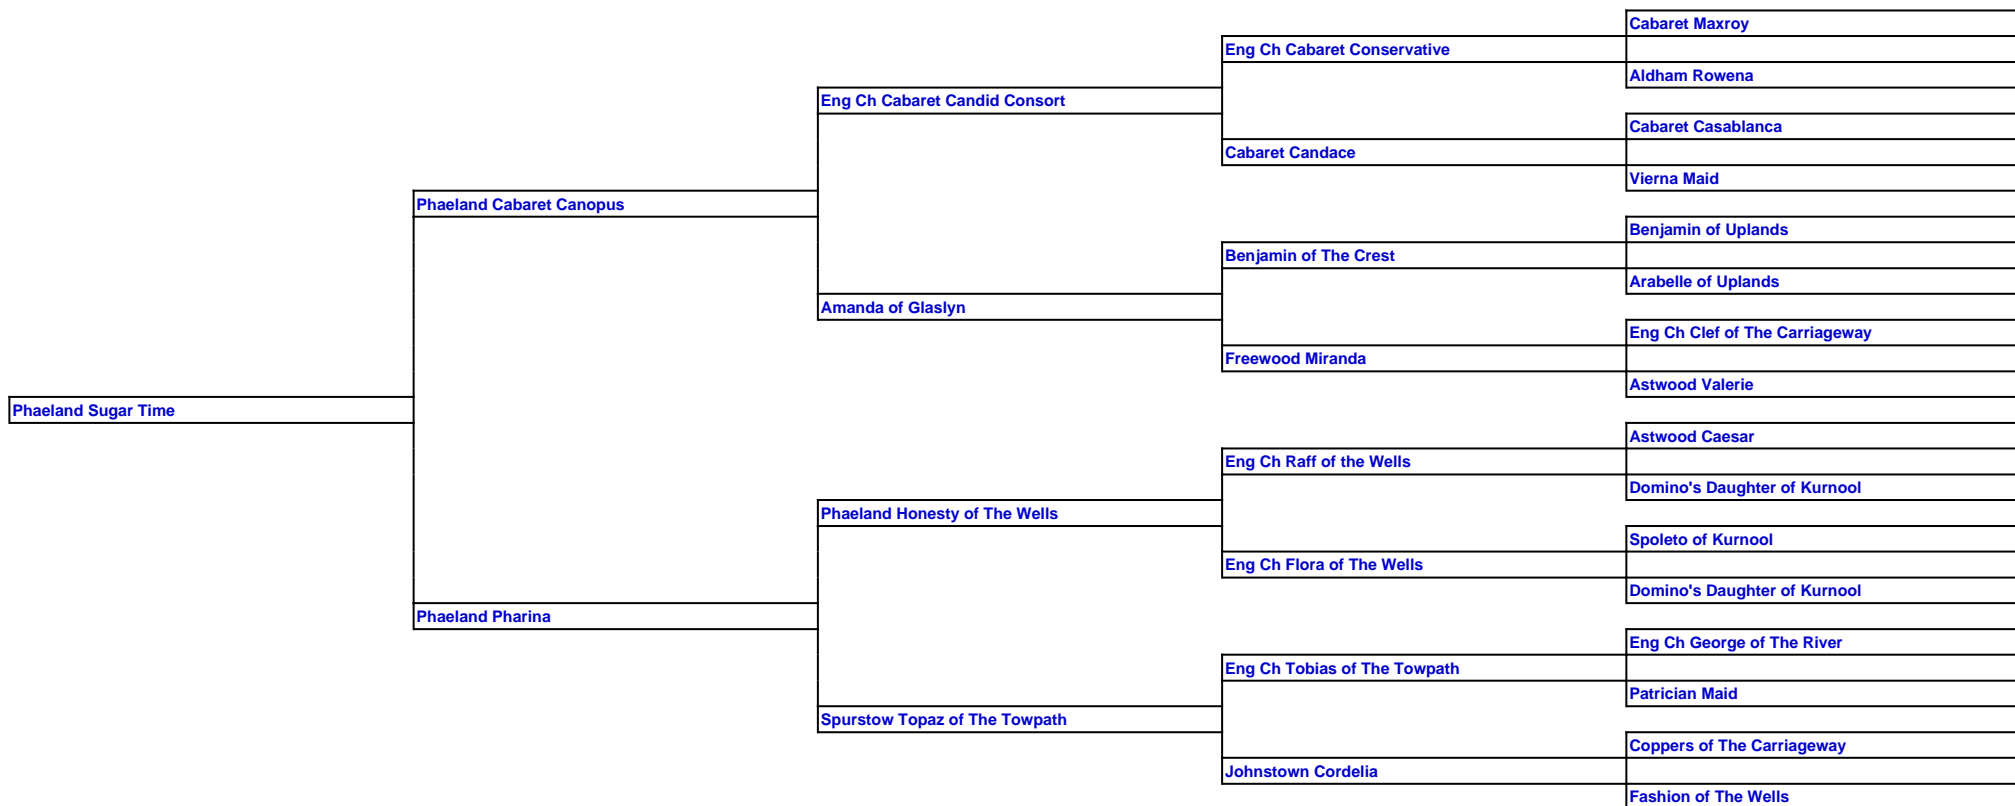 Cabaret Maxroy
Eng Ch Cabaret Conservative
Aldham Rowena
Eng Ch Cabaret Candid Consort
Cabaret Casablanca
Cabaret Candace
Vierna Maid
Phaeland Cabaret Canopus
Benjamin of Uplands
Benjamin of The Crest
Arabelle of Uplands
Amanda of Glaslyn
Eng Ch Clef of The Carriageway
Freewood Miranda
Astwood Valerie
Phaeland Sugar Time
Astwood Caesar
Eng Ch Raff of the Wells
Domino's Daughter of Kurnool
Phaeland Honesty of The Wells
Spoleto of Kurnool
Eng Ch Flora of The Wells
Domino's Daughter of Kurnool
Phaeland Pharina
Eng Ch George of The River
Eng Ch Tobias of The Towpath
Patrician Maid
Spurstow Topaz of The Towpath
Coppers of The Carriageway
Johnstown Cordelia
Fashion of The Wells